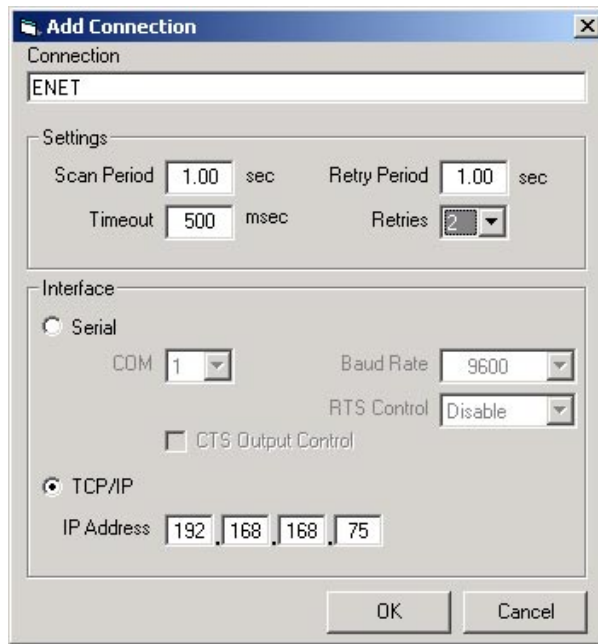 Add Connection
Connection
ENET
Settings
Scan Period 1.00 sec Retry Period 1.00 sec
Timeout 500 msec Retries 2
Interface
Serial
COM 1 Baud Rate 9600
RTS Control Disable
CTS Output Control
TCP/IP
IP Address 192 . 168 . 168 . 75
OK Cancel